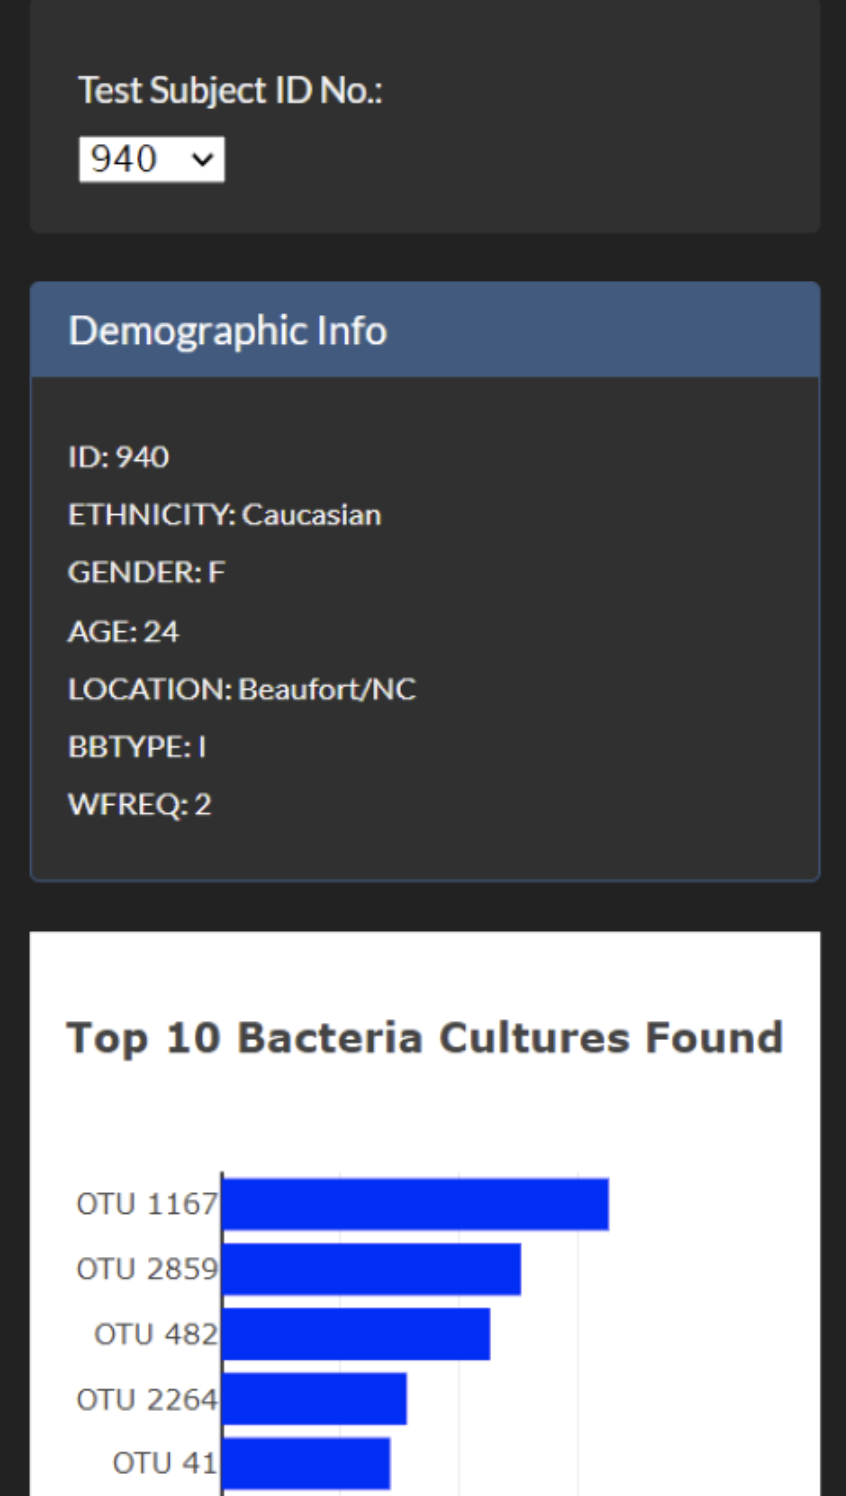 Test Subject ID No.:
940
Demographic Info
ID: 940
ETHNICITY: Caucasian
GENDER: F
AGE: 24
LOCATION: Beaufort/NC
BBTYPE: I
WFREQ: 2
Top 10 Bacteria Cultures Found
OTU 1167
OTU 2859
OTU 482
OTU 2264
OTU 41